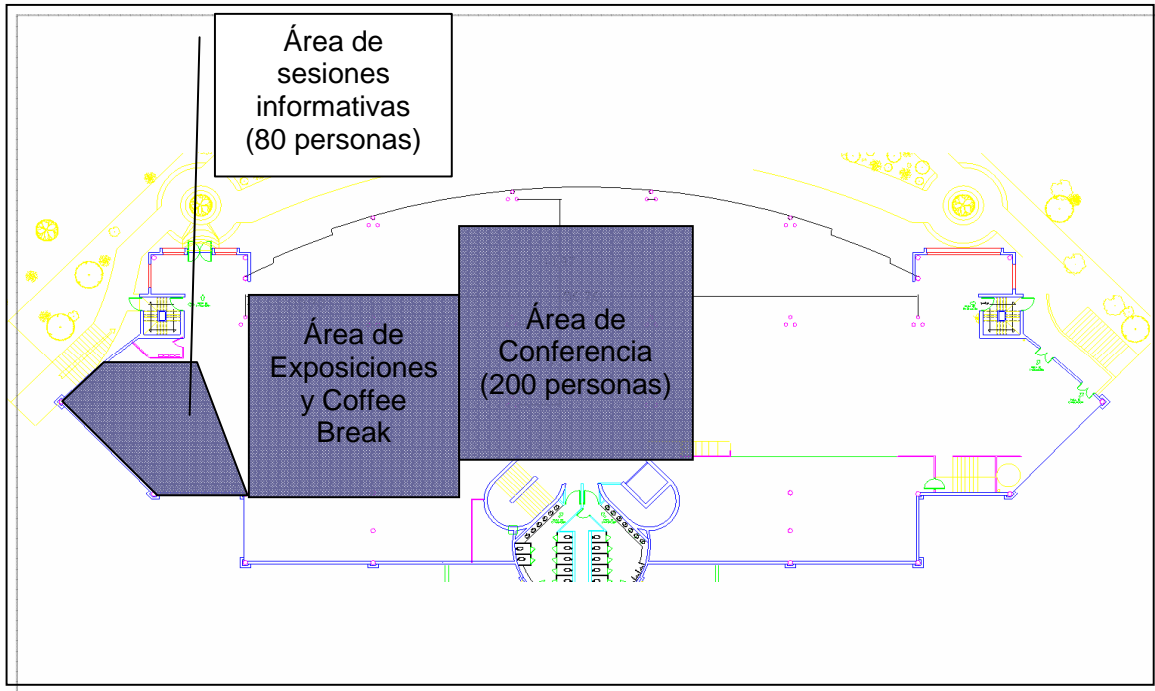 Área de
sesiones
informativas
(80 personas)
Área de
Exposiciones
y Coffee
Break
Área de
Conferencia
(200 personas)